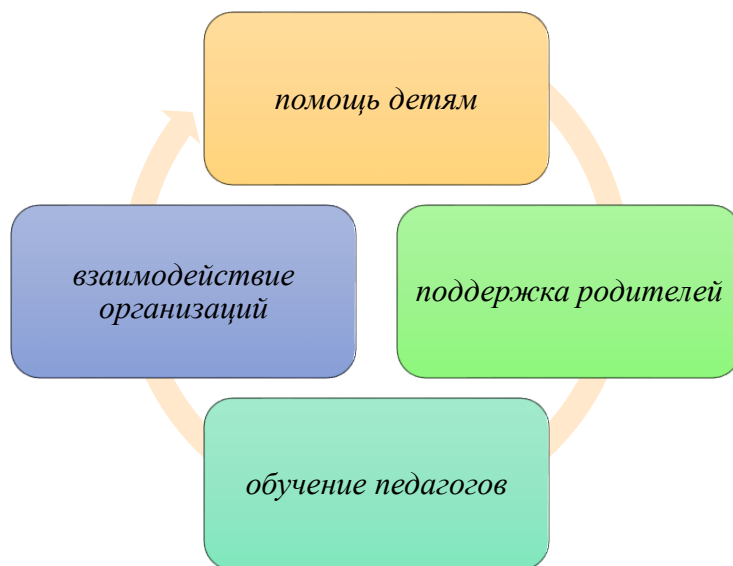 помощь детям
поддержка родителей
обучение педагогов
взаимодействие
организаций